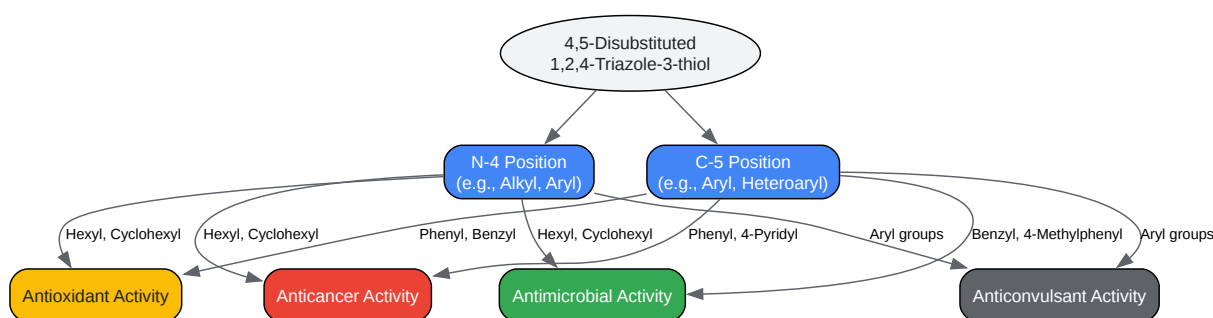 4,5-Disubstituted
1,2,4-Triazole-3-thiol
N-4 Position
(e.g., Alkyl, Aryl)
C-5 Position
(e.g., Aryl, Heteroaryl)
Hexyl, Cyclohexyl
Hexyl, Cyclohexyl
Phenyl, Benzyl
Hexyl, Cyclohexyl
Phenyl, 4-Pyridyl
Aryl groups
Benzyl, 4-Methylphenyl
Aryl groups
Antioxidant Activity
Anticancer Activity
Antimicrobial Activity
Anticonvulsant Activity